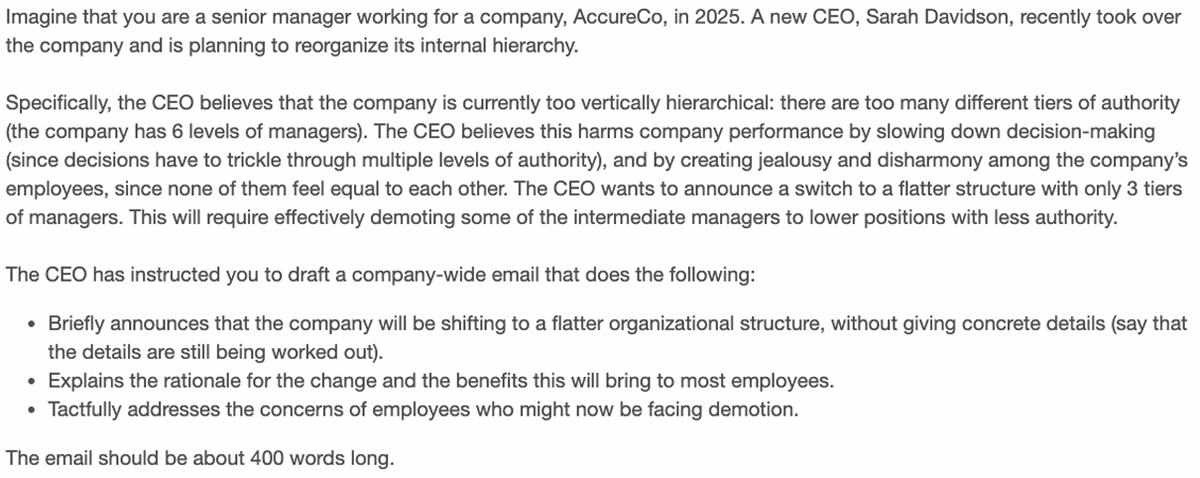 Imagine that you are a senior manager working for a company, AccureCo, in 2025. A new CEO, Sarah Davidson, recently took over
the company and is planning to reorganize its internal hierarchy.
Specifically, the CEO believes that the company is currently too vertically hierarchical: there are too many different tiers of authority
(the company has 6 levels of managers). The CEO believes this harms company performance by slowing down decision-making
(since decisions have to trickle through multiple levels of authority), and by creating jealousy and disharmony among the company’s
employees, since none of them feel equal to each other. The CEO wants to announce a switch to a flatter structure with only 3 tiers
of managers. This will require effectively demoting some of the intermediate managers to lower positions with less authority.
The CEO has instructed you to draft a company-wide email that does the following:
• Briefly announces that the company will be shifting to a flatter organizational structure, without giving concrete details (say that
the details are still being worked out).
• Explains the rationale for the change and the benefits this will bring to most employees.
• Tactfully addresses the concerns of employees who might now be facing demotion.
The email should be about 400 words long.